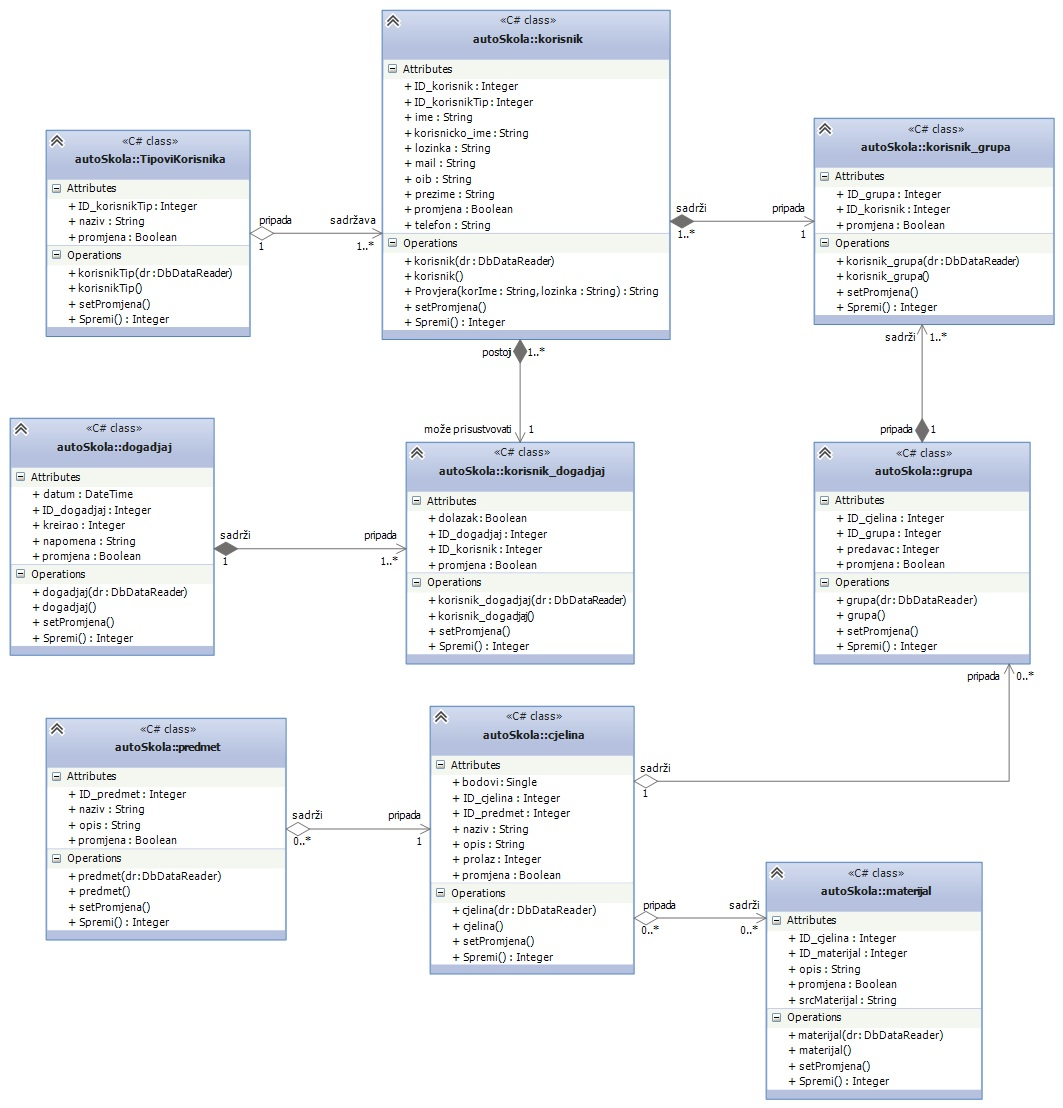 «C# class»
autoSkola::korisnik
Attributes
+ ID_korisnik : Integer
+ ID_korisnikTip : Integer
+ ime : String
+ korisnicko_ime : String
+ lozinka : String
+ mail : String
+ oib : String
+ prezime : String
+ promjena : Boolean
+ telefon : String
Operations
+ korisnik(dr : DbDataReader)
+ korisnik()
+ Provjera(korIme : String, lozinka : String) : String
+ setPromjena()
+ Spremi() : Integer
«C# class»
autoSkola::TipoviKorisnika
Attributes
+ ID_korisnikTip : Integer
+ naziv : String
+ promjena : Boolean
Operations
+ korisnikTip(dr : DbDataReader)
+ korisnikTip()
+ setPromjena()
+ Spremi() : Integer
pripada
1
sadržava
1..*
«C# class»
autoSkola::korisnik_grupa
Attributes
+ ID_grupa : Integer
+ ID_korisnik : Integer
+ promjena : Boolean
Operations
+ korisnik_grupa(dr : DbDataReader)
+ korisnik_grupa()
+ setPromjena()
+ Spremi() : Integer
sadrži
1..*
pripada
1
postoj
1..*
može prisustvovati
1
sadrži
1..*
pripada
1
«C# class»
autoSkola::dogadjaj
Attributes
+ datum : DateTime
+ ID_dogadjaj : Integer
+ kreirao : Integer
+ napomena : String
+ promjena : Boolean
Operations
+ dogadjaj(dr : DbDataReader)
+ dogadjaj()
+ setPromjena()
+ Spremi() : Integer
sadrži
1
pripada
1..*
«C# class»
autoSkola::korisnik_dogadjaj
Attributes
+ dolazak : Boolean
+ ID_dogadjaj : Integer
+ ID_korisnik : Integer
+ promjena : Boolean
Operations
+ korisnik_dogadjaj(dr : DbDataReader)
+ korisnik_dogadjaj()
+ setPromjena()
+ Spremi() : Integer
«C# class»
autoSkola::grupa
Attributes
+ ID_cjelina : Integer
+ ID_grupa : Integer
+ predavac : Integer
+ promjena : Boolean
Operations
+ grupa(dr : DbDataReader)
+ grupa()
+ setPromjena()
+ Spremi() : Integer
pripada
0..*
«C# class»
autoSkola::predmet
Attributes
+ ID_predmet : Integer
+ naziv : String
+ opis : String
+ promjena : Boolean
Operations
+ predmet(dr : DbDataReader)
+ predmet()
+ setPromjena()
+ Spremi() : Integer
sadrži
0..*
pripada
1
«C# class»
autoSkola::cjelina
Attributes
+ bodovi : Single
+ ID_cjelina : Integer
+ ID_predmet : Integer
+ naziv : String
+ opis : String
+ prolaz : Integer
+ promjena : Boolean
Operations
+ cjelina(dr : DbDataReader)
+ cjelina()
+ setPromjena()
+ Spremi() : Integer
sadrži
1
pripada
0..*
sadrži
0..*
«C# class»
autoSkola::materijal
Attributes
+ ID_cjelina : Integer
+ ID_materijal : Integer
+ opis : String
+ promjena : Boolean
+ srcMaterijal : String
Operations
+ materijal(dr : DbDataReader)
+ materijal()
+ setPromjena()
+ Spremi() : Integer